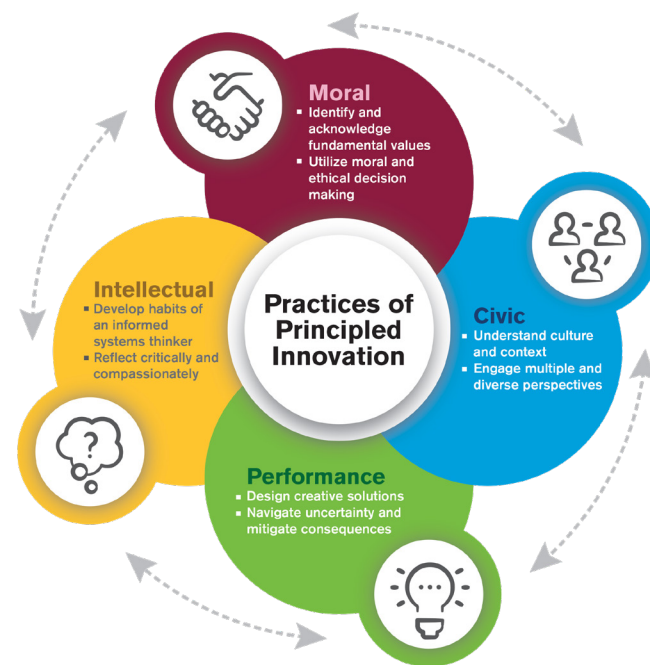 Moral
▪ Identify and
acknowledge
fundamental values
▪ Utilize moral and
ethical decision
making
Practices of
Principled
Innovation
Intellectual
▪ Develop habits of
an informed
systems thinker
▪ Reflect critically and
compassionately
Civic
▪ Understand culture
and context
▪ Engage multiple and
diverse perspectives
Performance
▪ Design creative solutions
▪ Navigate uncertainty and
mitigate consequences
?